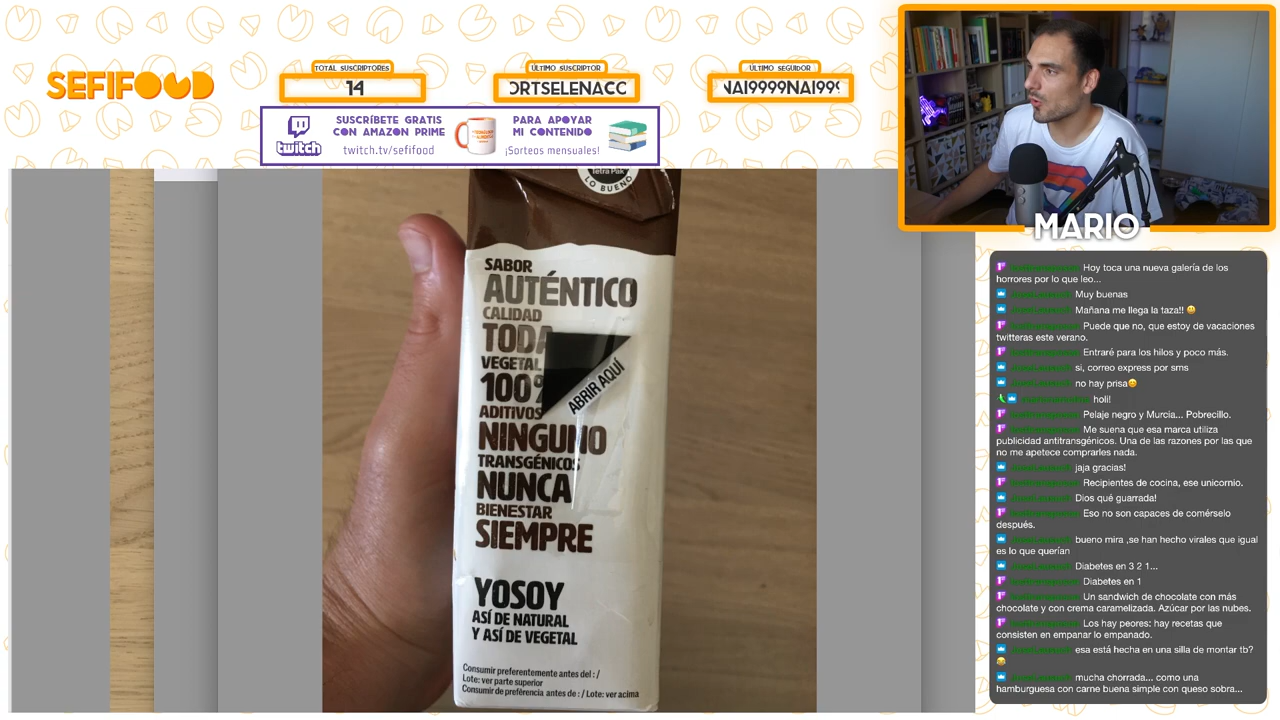 SEFIFOOD
TOTAL SUSCRIPTORES
14
ÚLTIMO SUSCRIPTOR
ORTSELENACC
ÚLTIMO SEGUIDOR
NAI9999NAI999
twitch
SUSCRÍBETE GRATIS
CON AMAZON PRIME
twitch.tv/sefifood
PARA APOYAR
MI CONTENIDO
¡Sorteos mensuales!
MARIO
Tetra Pak
LO BUENO
SABOR
AUTÉNTICO
CALIDAD
TODA
VEGETAL
100%
ADITIVOS
NINGUNO
TRANSGÉNICOS
NUNCA
BIENESTAR
SIEMPRE
ABRIR AQUÍ
YOSOY
ASÍ DE NATURAL
Y ASÍ DE VEGETAL
Consumir preferentemente antes del : /
Lote: ver parte superior
Consumir de preferència antes de : / Lote: ver acima
Hoy toca una nueva galería de los
horrores por lo que leo...
Muy buenas
Mañana me llega la taza!! 😀
Puede que no, que estoy de vacaciones
twitteras este verano.
Entraré para los hilos y poco más.
si, correo express por sms
no hay prisa😊
holi!
Pelaje negro y Murcia... Pobrecillo.
Me suena que esa marca utiliza
publicidad antitransgénicos. Una de las razones por las que
no me apetece comprarles nada.
jaja gracias!
Recipientes de cocina, ese unicornio.
Dios qué guarrada!
Eso no son capaces de comérselo
después.
bueno mira ,se han hecho virales que igual
es lo que querían
Diabetes en 3 2 1...
Diabetes en 1
Un sandwich de chocolate con más
chocolate y con crema caramelizada. Azúcar por las nubes.
Los hay peores: hay recetas que
consisten en empanar lo empanado.
esa está hecha en una silla de montar tb?
😂
mucha chorrada... como una
hamburguesa con carne buena simple con queso sobra...